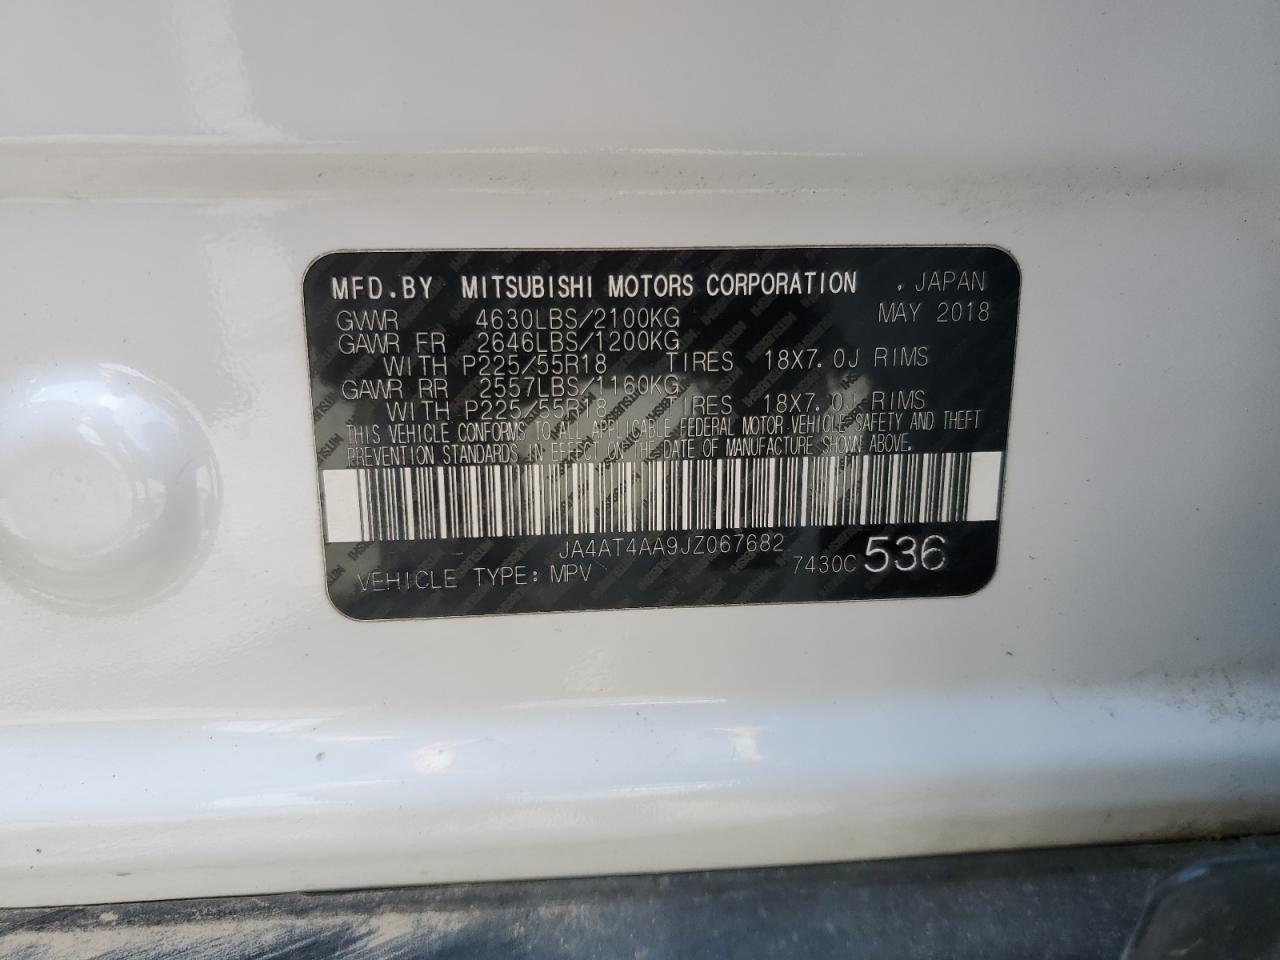 MFD.BY MITSUBISHI MOTORS CORPORATION , JAPAN
GVWR 4630LBS/2100KG MAY 2018
GAWR FR 2646LBS/1200KG
WITH P225/55R18 TIRES 18X7.0J RIMS
GAWR RR 2557LBS/1160KG
WITH P225/55R18 TIRES 18X7.0J RIMS
THIS VEHICLE CONFORMS TO ALL APPLICABLE FEDERAL MOTOR VEHICLE SAFETY AND THEFT
PREVENTION STANDARDS IN EFFECT ON THE DATE OF MANUFACTURE SHOWN ABOVE.
JA4AT4AA9JZ067682
VEHICLE TYPE: MPV 7430C 536